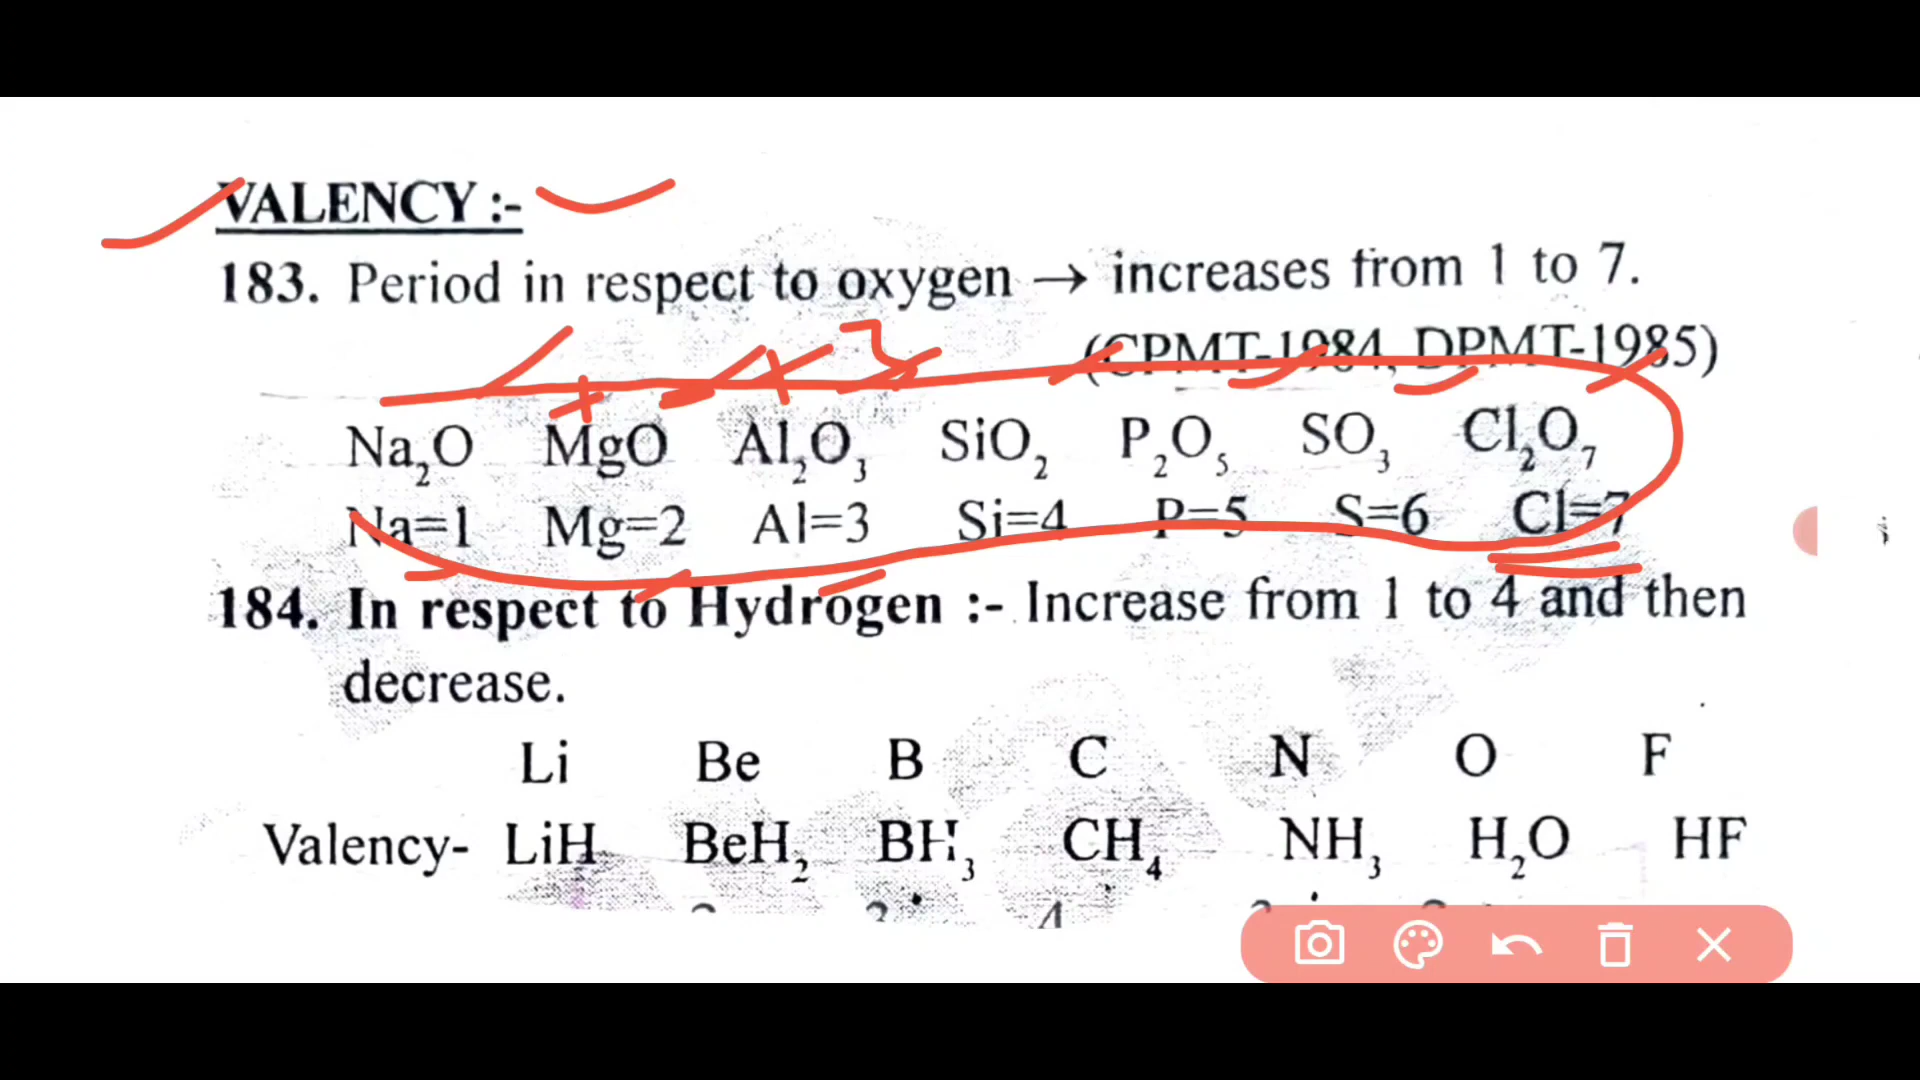 VALENCY :-
183. Period in respect to oxygen → increases from 1 to 7.
(CPMT-1984, DPMT-1985)
Na₂O MgO Al₂O₃ SiO₂ P₂O₅ SO₃ Cl₂O₇
Na=1 Mg=2 Al=3 Si=4 P=5 S=6 Cl=7
184. In respect to Hydrogen :- Increase from 1 to 4 and then
decrease.
Li Be B C N O F
Valency- LiH BeH₂ BH₃ CH₄ NH₃ H₂O HF